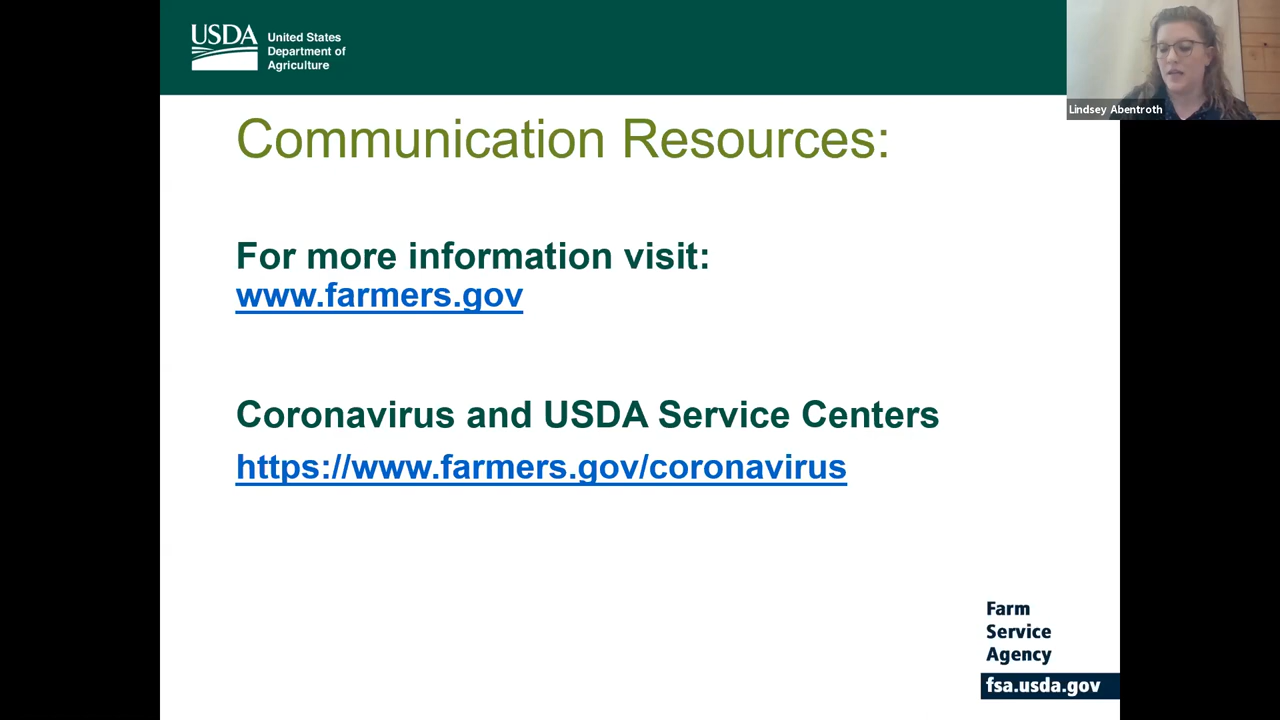 USDA
United States
Department of
Agriculture
Lindsey Abentroth
Communication Resources:
For more information visit:
www.farmers.gov
Coronavirus and USDA Service Centers
https://www.farmers.gov/coronavirus
Farm
Service
Agency
fsa.usda.gov